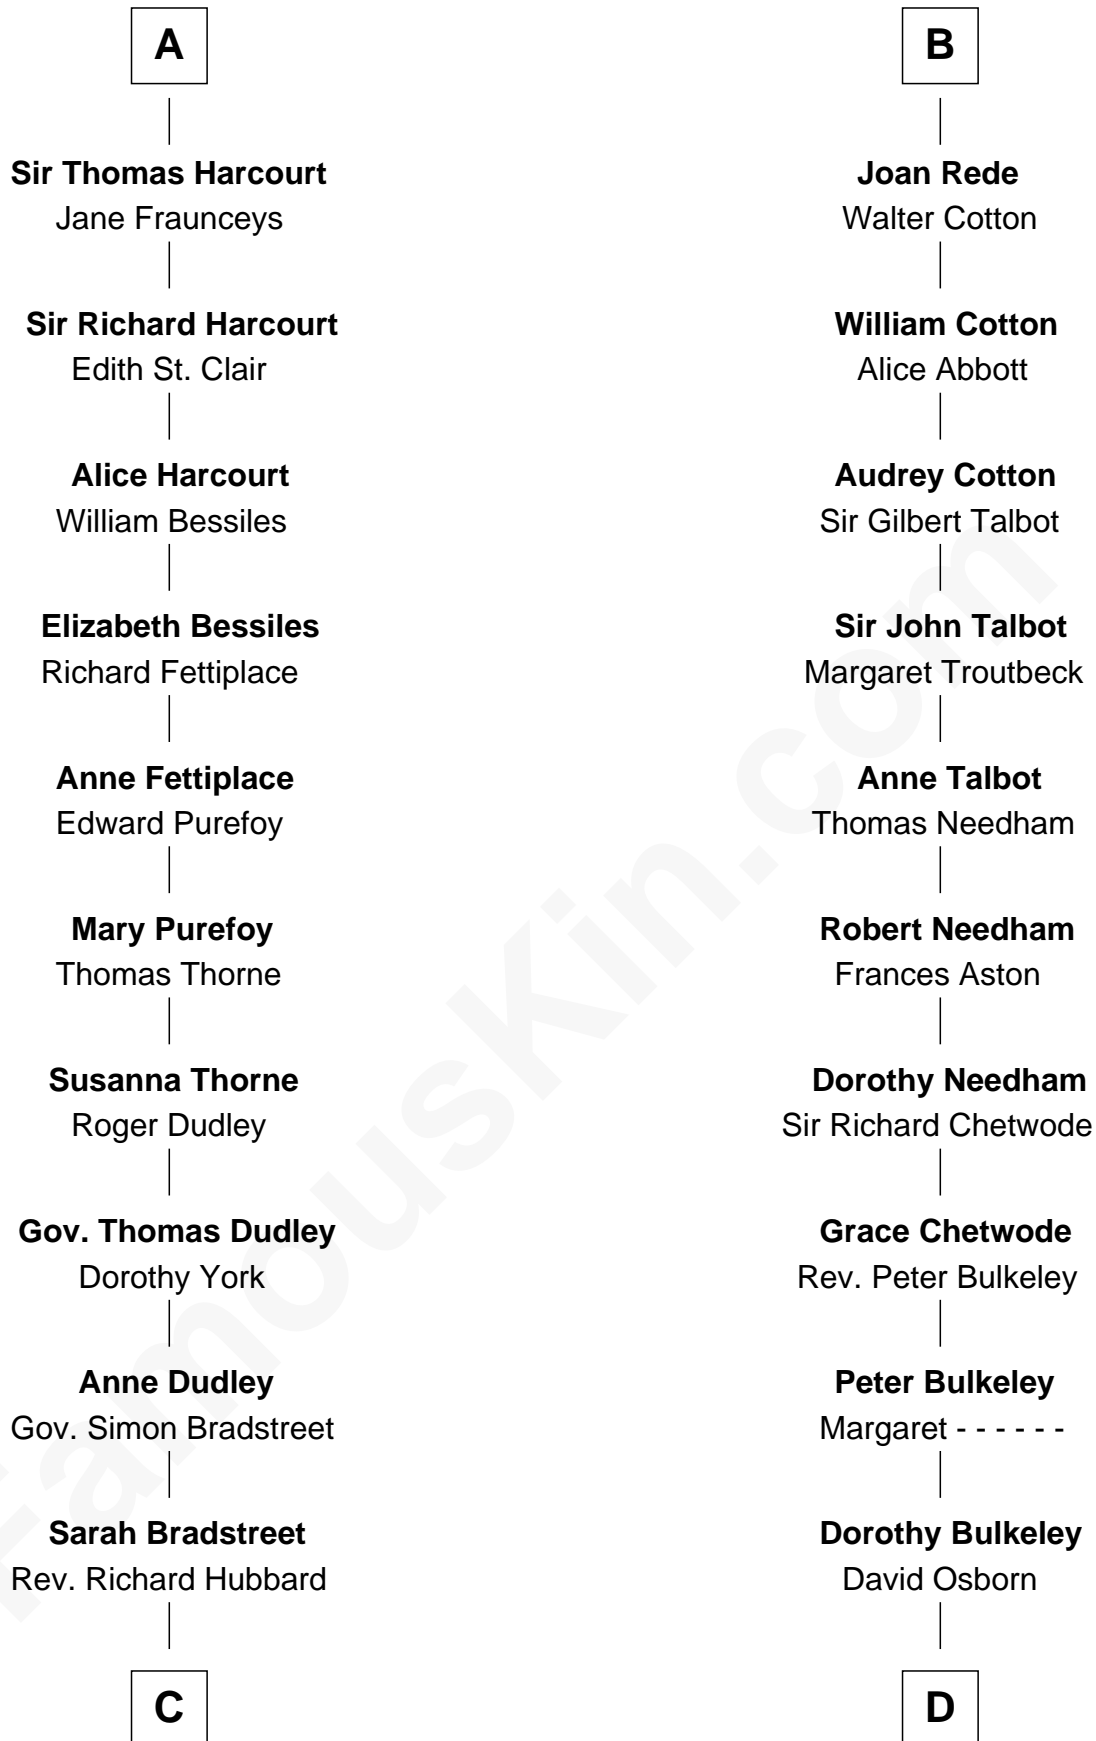 A
Sir Thomas Harcourt
Jane Fraunceys
Sir Richard Harcourt
Edith St. Clair
Alice Harcourt
William Bessiles
Elizabeth Bessiles
Richard Fettiplace
Anne Fettiplace
Edward Purefoy
Mary Purefoy
Thomas Thorne
Susanna Thorne
Roger Dudley
Gov. Thomas Dudley
Dorothy York
Anne Dudley
Gov. Simon Bradstreet
Sarah Bradstreet
Rev. Richard Hubbard
C
B
Joan Rede
Walter Cotton
William Cotton
Alice Abbott
Audrey Cotton
Sir Gilbert Talbot
Sir John Talbot
Margaret Troutbeck
Anne Talbot
Thomas Needham
Robert Needham
Frances Aston
Dorothy Needham
Sir Richard Chetwode
Grace Chetwode
Rev. Peter Bulkeley
Peter Bulkeley
Margaret - - - - - -
Dorothy Bulkeley
David Osborn
D
FamousKin.com